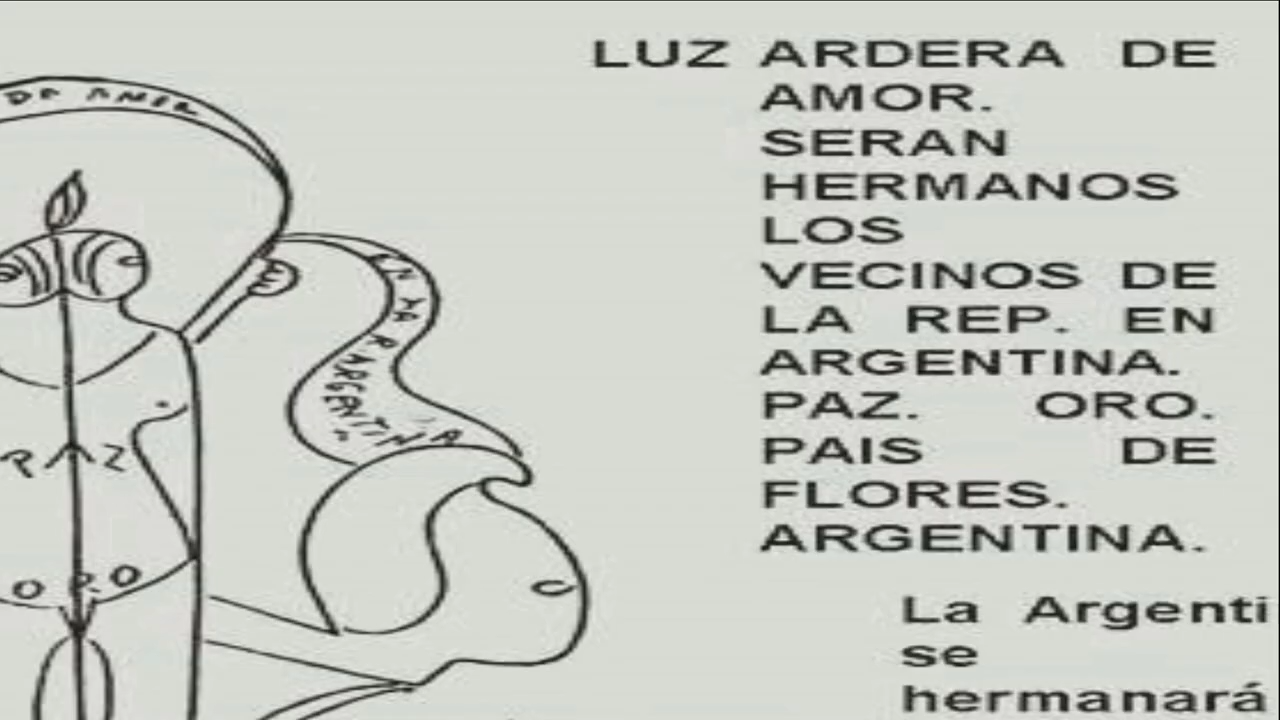 LUZ ARDERA DE
AMOR.
SERAN
HERMANOS
LOS
VECINOS DE
LA REP. EN
ARGENTINA.
PAZ. ORO.
PAIS DE
FLORES.
ARGENTINA.
La Argenti
se
hermanará
PAZ
ORO
ARGENTINA